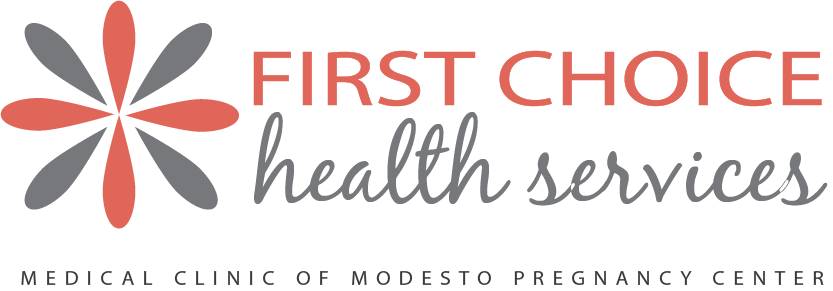 FIRST CHOICE
health services
MEDICAL CLINIC OF MODESTO PREGNANCY CENTER